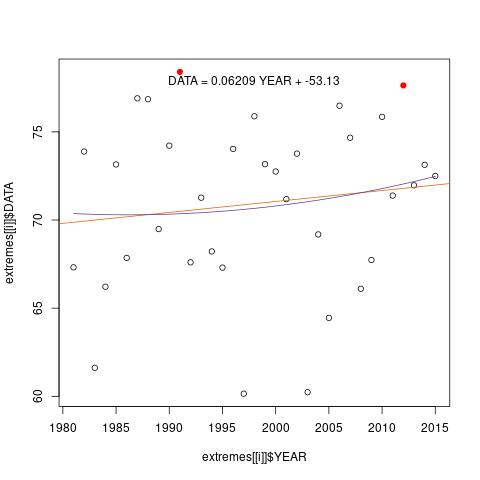 DATA = 0.06209 YEAR + -53.13
extremes[[i]]$DATA
75
70
65
60
1980 1985 1990 1995 2000 2005 2010 2015
extremes[[i]]$YEAR